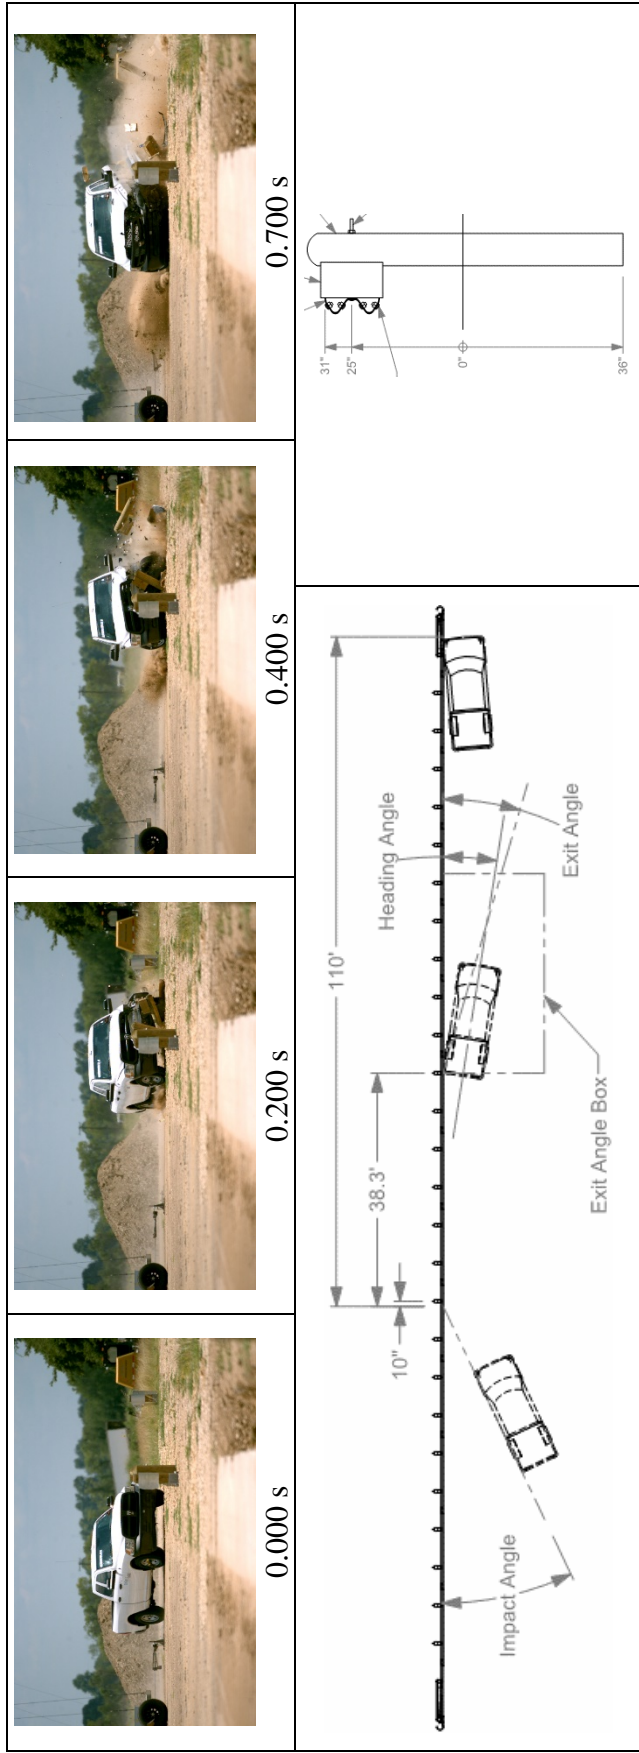 0.000 s
0.200 s
0.400 s
0.700 s
110'
38.3'
10"
Heading Angle
Exit Angle
Impact Angle
Exit Angle Box
31"
25"
0"
36"